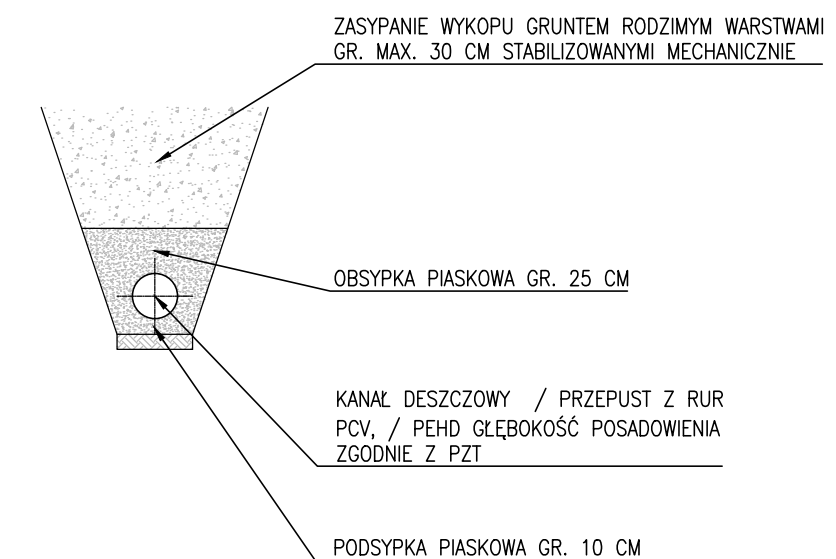 ZASYPANIE WYKOPU GRUNTEM RODZIMYM WARSTWAMI
GR. MAX. 30 CM STABILIZOWANYMI MECHANICZNIE
OBSYPKA PIASKOWA GR. 25 CM
KANAŁ DESZCZOWY / PRZEPUST Z RUR
PCV, / PEHD GŁĘBOKOŚĆ POSADOWIENIA
ZGODNIE Z PZT
PODSYPKA PIASKOWA GR. 10 CM